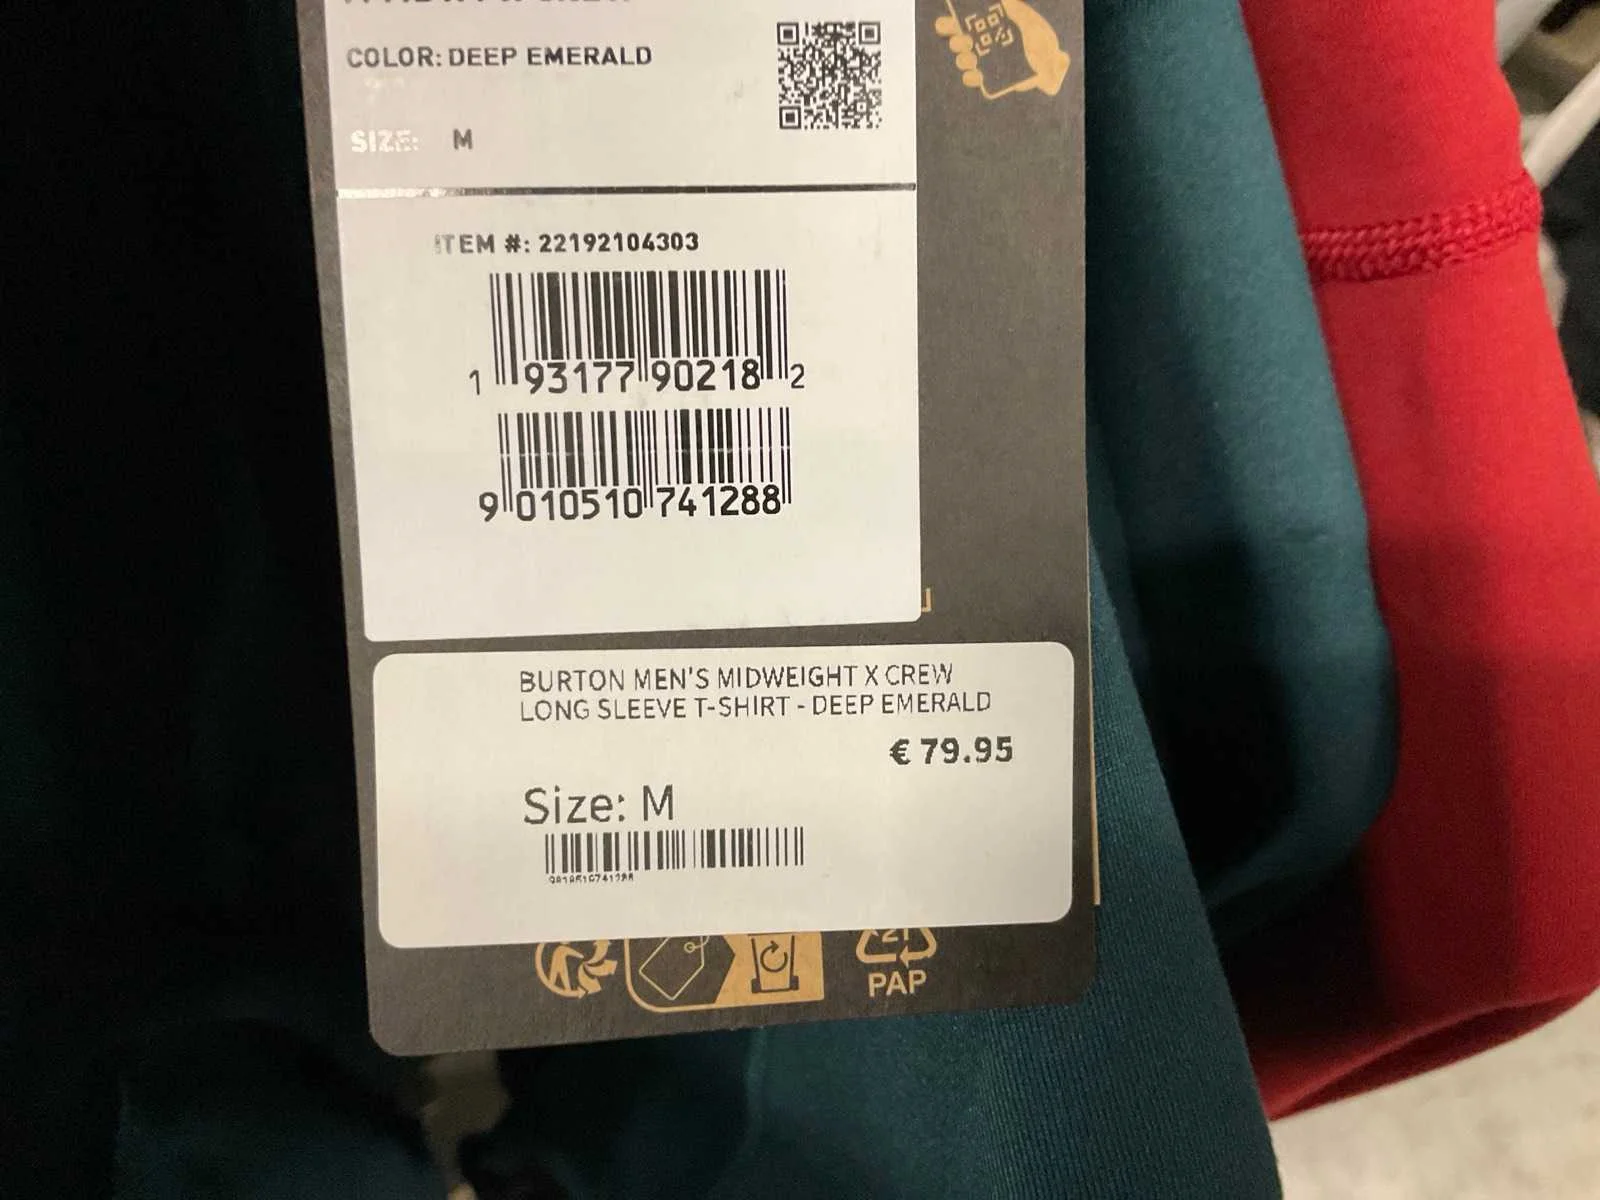 COLOR: DEEP EMERALD
SIZE: M
ITEM #: 22192104303
1 93177 90218 2
9 010510 741288
BURTON MEN'S MIDWEIGHT X CREW
LONG SLEEVE T-SHIRT - DEEP EMERALD
€ 79.95
Size: M
21
PAP